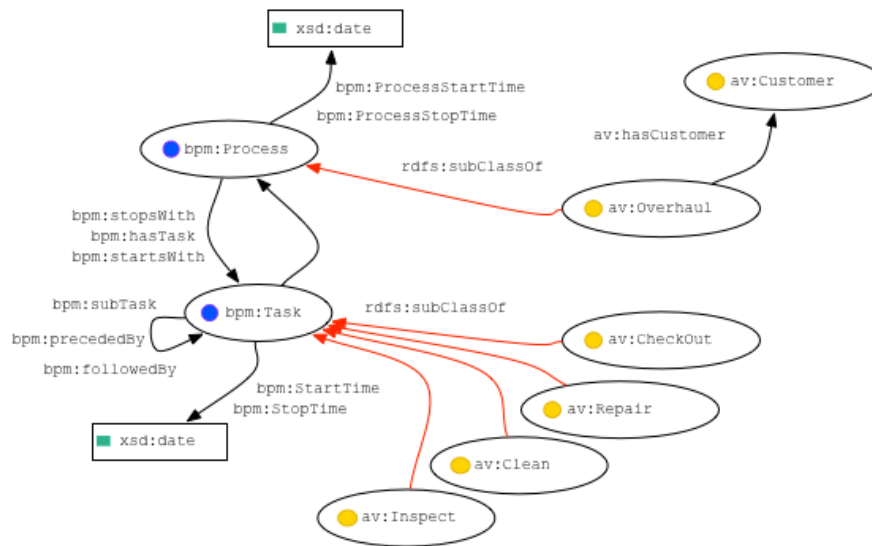 xsd:date
av:Customer
bpm:ProcessStartTime
bpm:ProcessStopTime
av:hasCustomer
bpm:Process
rdfs:subClassOf
av:Overhaul
bpm:stopsWith
bpm:hasTask
bpm:startsWith
bpm:subTask
bpm:Task
rdfs:subClassOf
bpm:precededBy
av:CheckOut
bpm:followedBy
bpm:StartTime
bpm:StopTime
av:Repair
xsd:date
av:Clean
av:Inspect